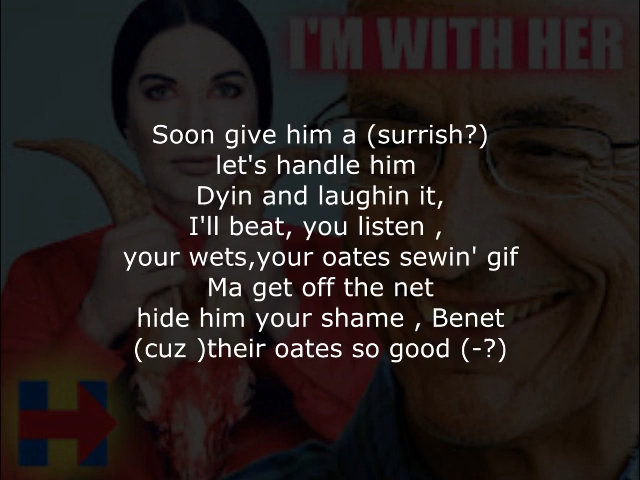 I'M WITH HER
Soon give him a (surrish?)
let's handle him
Dyin and laughin it,
I'll beat, you listen ,
your wets,your oates sewin' gif
Ma get off the net
hide him your shame , Benet
(cuz )their oates so good (-?)
H